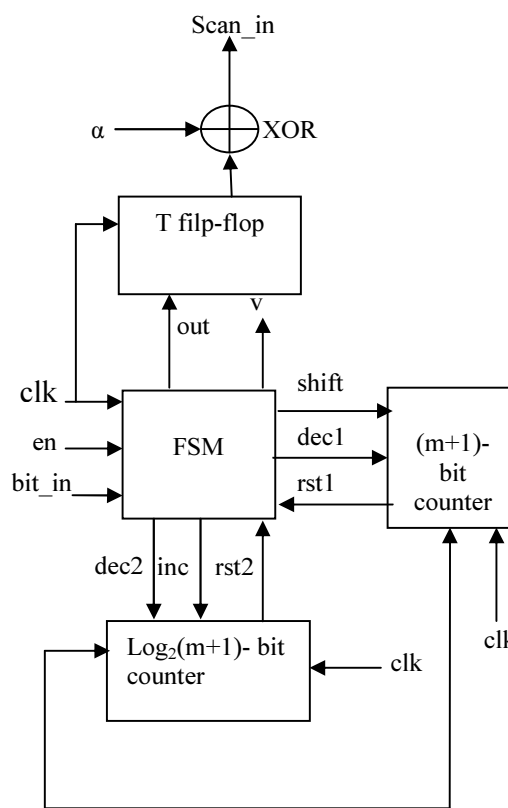 Scan_in
α
XOR
T filp-flop
out
v
clk
en
bit_in
FSM
shift
dec1
rst1
(m+1)-
bit
counter
dec2
inc
rst2
Log₂(m+1)- bit
counter
clk
clk